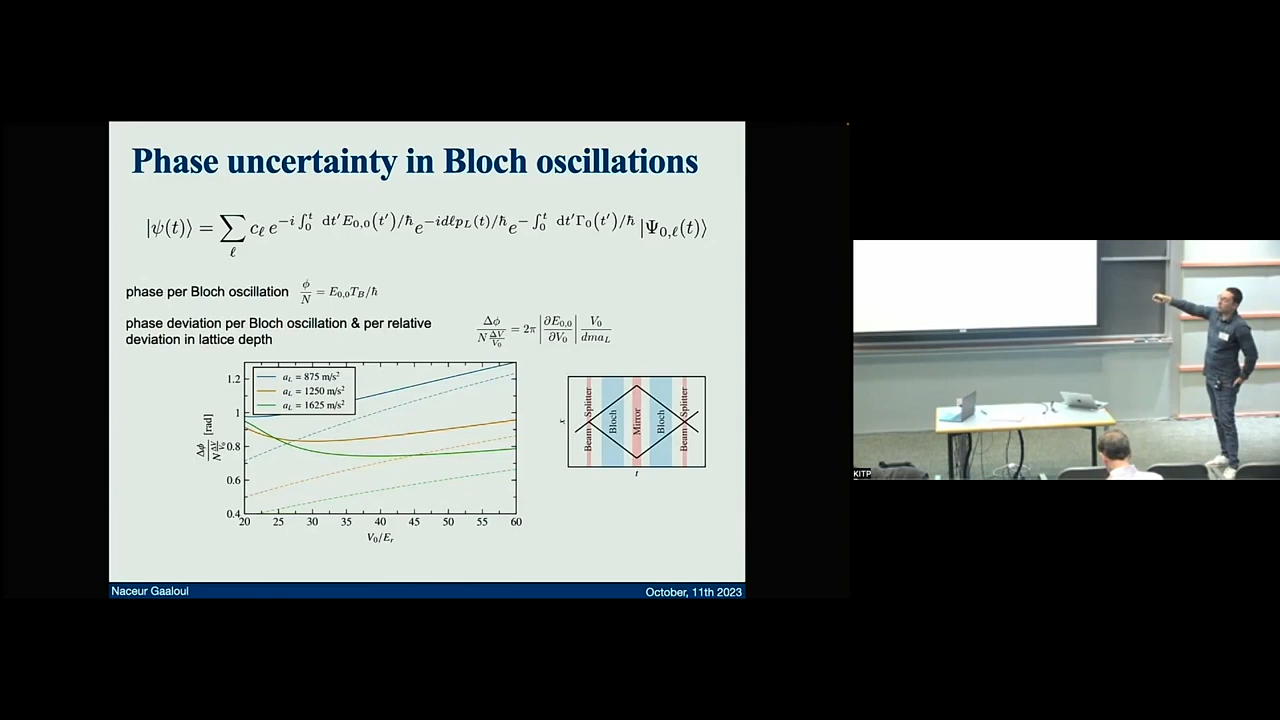 Phase uncertainty in Bloch oscillations
|ψ(t)⟩ = ∑_ℓ c_ℓ e^{-i∫_0^t dt′E_{0,0}(t′)/ħ} e^{-idℓp_L(t)/ħ} e^{-∫_0^t dt′Γ_0(t′)/ħ} |Ψ_{0,ℓ}(t)⟩
phase per Bloch oscillation ϕ/N = E_{0,0}T_B/ħ
phase deviation per Bloch oscillation & per relative
deviation in lattice depth
Δϕ/(N ΔV/V_0) = 2π |∂E_{0,0}/∂V_0| V_0/(dma_L)
a_L = 875 m/s²
a_L = 1250 m/s²
a_L = 1625 m/s²
1.2
1
0.8
0.6
0.4
Δϕ/(N ΔV/V_0) [rad]
20 25 30 35 40 45 50 55 60
V_0/E_r
x
Beam Splitter
Bloch
Mirror
Bloch
Beam Splitter
t
Naceur Gaaloul
October, 11th 2023
KITP